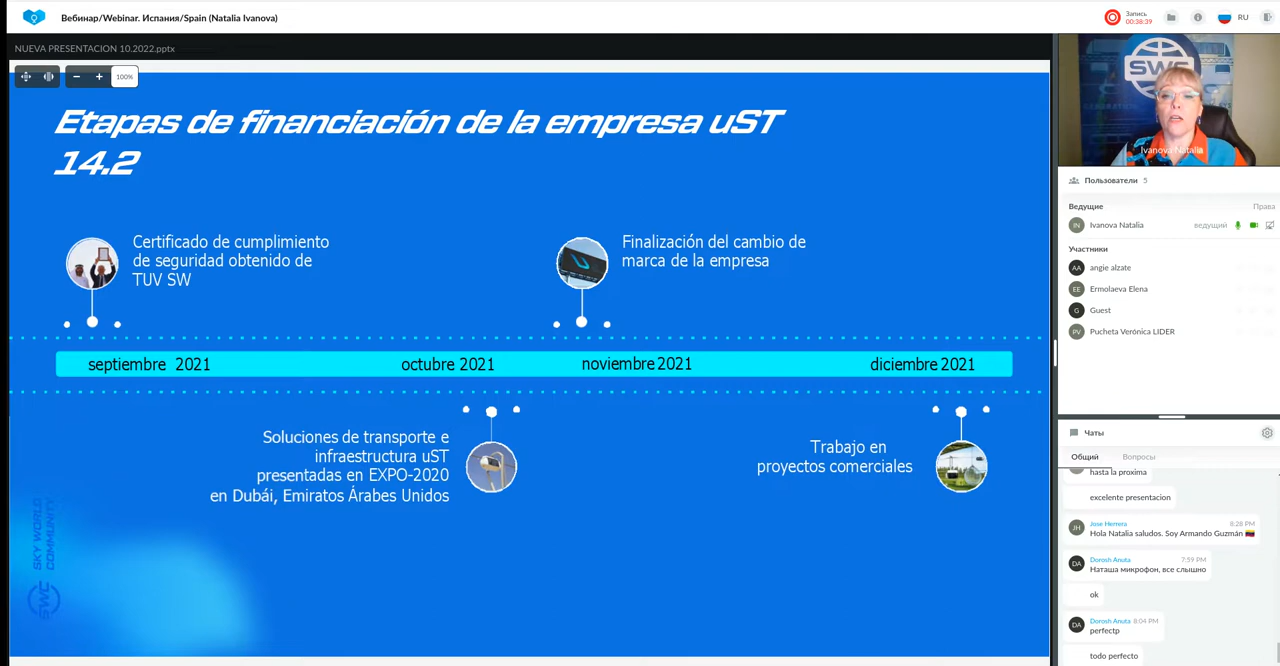 Вебинар/Webinar. Испания/Spain (Natalia Ivanova)
Запись
00:38:39
RU
NUEVA PRESENTACION 10.2022.pptx
100%
Etapas de financiación de la empresa uST
14.2
Certificado de cumplimiento
de seguridad obtenido de
TUV SW
Finalización del cambio de
marca de la empresa
septiembre 2021
octubre 2021
noviembre 2021
diciembre 2021
Soluciones de transporte e
infraestructura uST
presentadas en EXPO-2020
en Dubái, Emiratos Árabes Unidos
Trabajo en
proyectos comerciales
SKY WORLD
COMMUNITY
SWC
SWC
Ivanova Natalia
Пользователи 5
Ведущие
Права
IN
Ivanova Natalia
ведущий
Участники
AA
angie alzate
EE
Ermolaeva Elena
G
Guest
PV
Pucheta Verónica LIDER
Чаты
Общий
Вопросы
hasta la proxima
excelente presentacion
JH
Jose Herrera 8:28 PM
Hola Natalia saludos. Soy Armando Guzmán 🇻🇪
DA
Dorosh Anuta 7:59 PM
Наташа микрофон, все слышно
ok
DA
Dorosh Anuta 8:04 PM
perfectp
todo perfecto